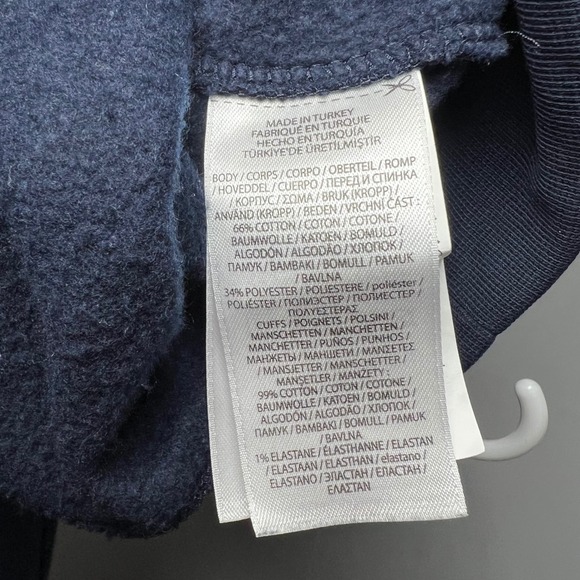 MADE IN TURKEY
FABRIQUÉ EN TURQUIE
HECHO EN TURQUÍA
TÜRKİYE'DE ÜRETİLMİŞTİR
BODY / CORPS / CORPO / OBERTEIL / ROMP
HOVEDDEL / CUERPO / ПЕРЕД И СПИНКА
КОРПУС / ΣΩΜΑ / BRUK (KROPP) /
ANVÄND (KROPP) / BEDEN / VRCHNÍ ČÁST :
66% COTTON / COTON / COTONE /
BAUMWOLLE / KATOEN / BOMULD /
ALGODÓN / ALGODÃO / ХЛОПОК /
ПАМУК / ΒΑΜΒΑΚΙ / BOMULL / PAMUK
/ BAVLNA
34% POLYESTER / POLIESTERE / poliéster /
POLIÉSTER / ПОЛИЭСТЕР / ПОЛИЕСТЕР /
ΠΟΛΥΕΣΤΕΡΑΣ
CUFFS / POIGNETS / POLSINI /
MANSCHETTEN / MANCHETTEN /
MANCHETTER / PUÑOS / PUNHOS /
МАНЖЕТЫ / МАНШЕТИ / ΜΑΝΣΕΤΕΣ
/ MANSJETTER / MANSCHETTER /
MANŞETLER / MANŽETY :
99% COTTON / COTON / COTONE /
BAUMWOLLE / KATOEN / BOMULD /
ALGODÓN / ALGODÃO / ХЛОПОК /
ПАМУК / ΒΑΜΒΑΚΙ / BOMULL / PAMUK
/ BAVLNA
1% ELASTANE / ÉLASTHANNE / ELASTAN
/ ELASTAAN / ELASTHAN / elastano /
ELASTANO / ЭЛАСТАН / ЕЛАСТАН /
ΕΛΑΣΤΑΝ